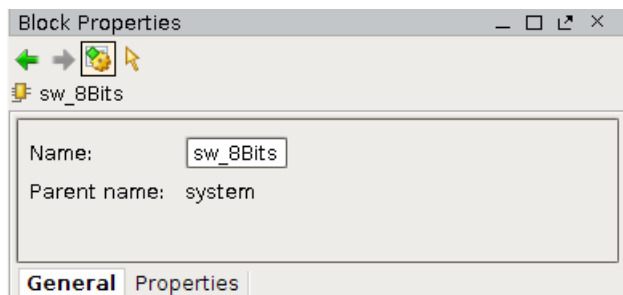 Block Properties
sw_8Bits
Name: sw_8Bits
Parent name: system
General Properties